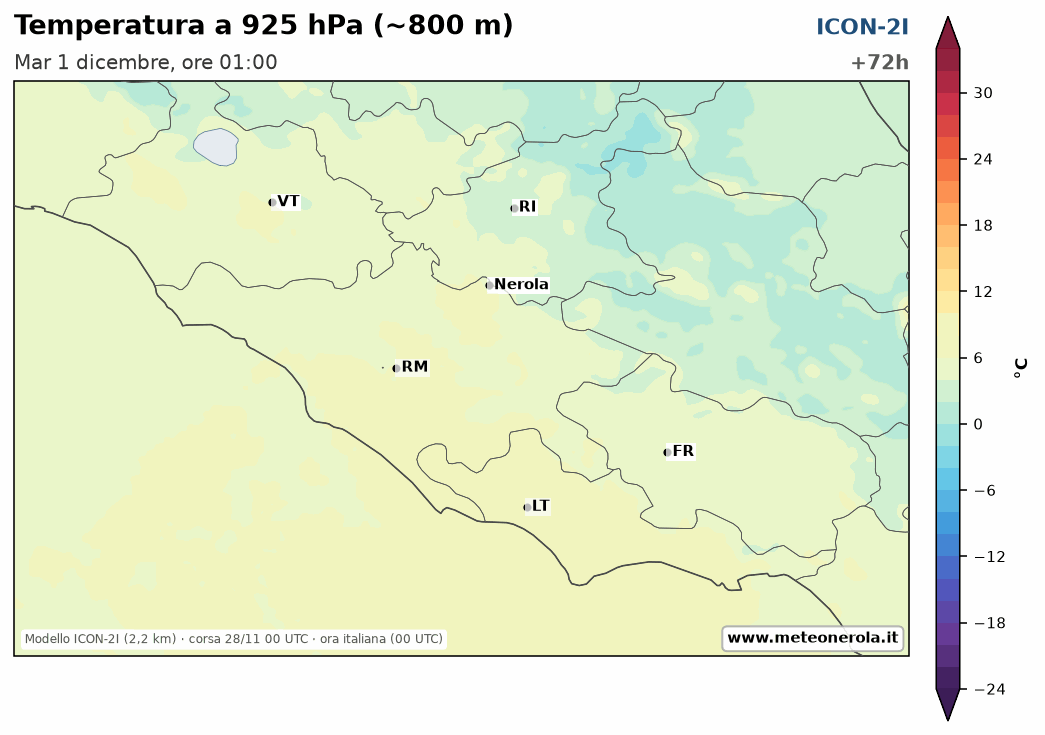 Temperatura a 925 hPa (~800 m)
ICON-2I
Mar 1 dicembre, ore 01:00
+72h
VT
RI
Nerola
RM
FR
LT
Modello ICON-2I (2,2 km) · corsa 28/11 00 UTC · ora italiana (00 UTC)
www.meteonerola.it
30
24
18
12
6
0
−6
−12
−18
−24
°C